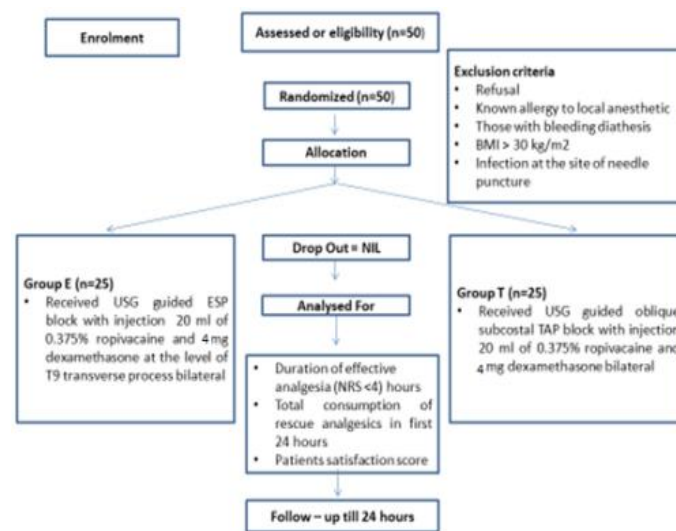 Enrolment
Assessed or eligibility (n=50)
Exclusion criteria
• Refusal
• Known allergy to local anesthetic
• Those with bleeding diathesis
• BMI > 30 kg/m2
• Infection at the site of needle
puncture
Randomized (n=50)
Allocation
Group E (n=25)
• Received USG guided ESP
block with injection 20 ml of
0.375% ropivacaine and 4mg
dexamethasone at the level of
T9 transverse process bilateral
Drop Out = NIL
Analysed For
• Duration of effective
analgesia (NRS <4) hours
• Total consumption of
rescue analgesics in first
24 hours
• Patients satisfaction score
Follow – up till 24 hours
Group T (n=25)
• Received USG guided oblique
subcostal TAP block with injection
20 ml of 0.375% ropivacaine and
4mg dexamethasone bilateral